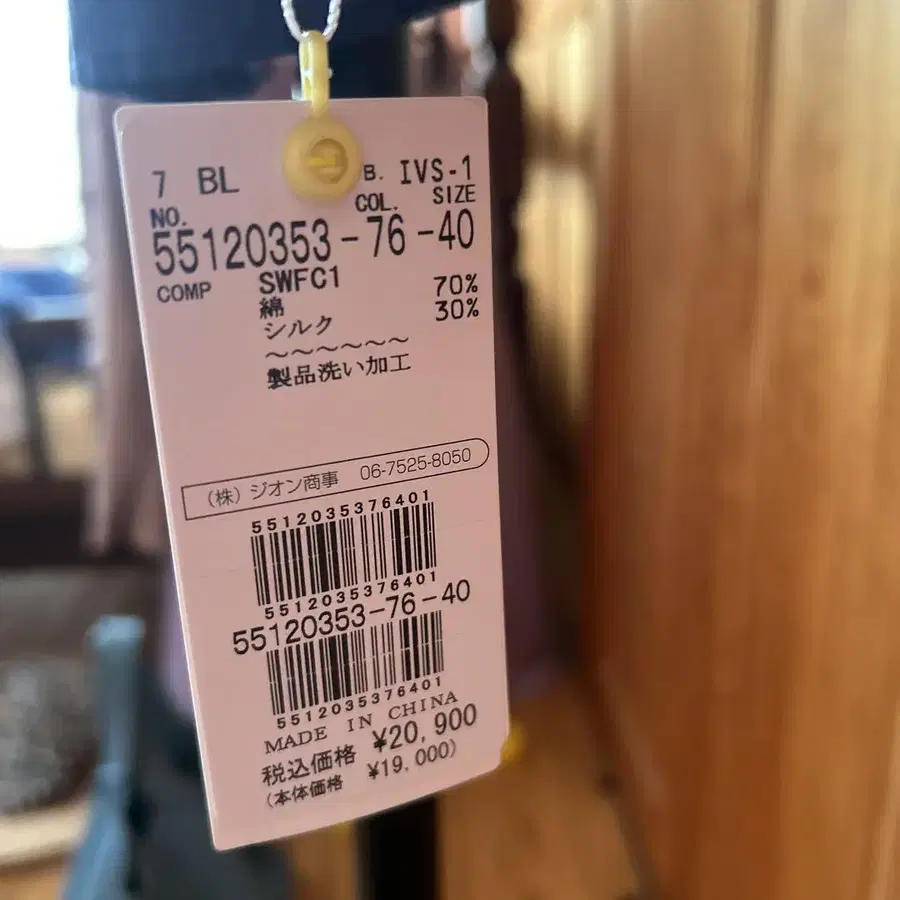 7 BL B. IVS-1
NO. COL. SIZE
55120353-76-40
COMP SWFC1
綿 70%
シルク 30%
~~~~~~
製品洗い加工
(株)ジオン商事 06-7525-8050
5512035376401
5512035376401
55120353-76-40
5512035376401
MADE IN CHINA
税込価格 ¥20,900
(本体価格 ¥19,000)